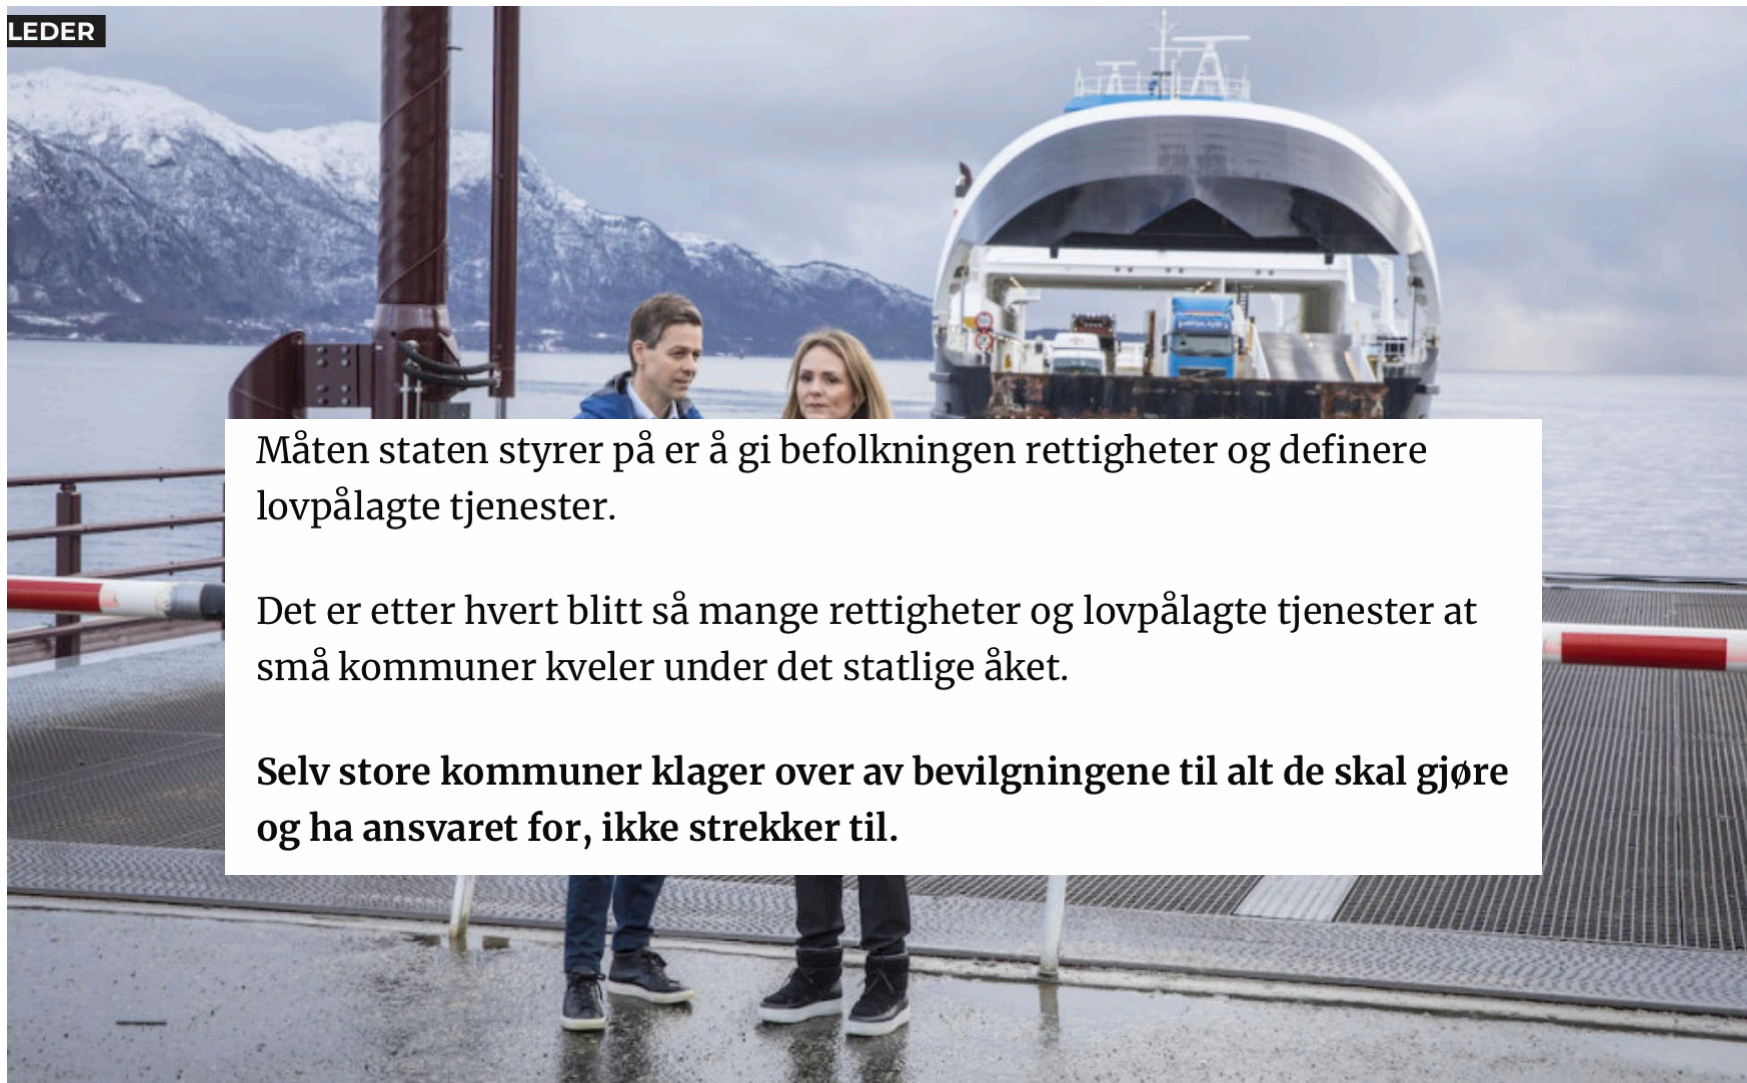 LEDER
Måten staten styrer på er å gi befolkningen rettigheter og definere
lovpålagte tjenester.
Det er etter hvert blitt så mange rettigheter og lovpålagte tjenester at
små kommuner kveler under det statlige åket.
Selv store kommuner klager over av bevilgningene til alt de skal gjøre
og ha ansvaret for, ikke strekker til.